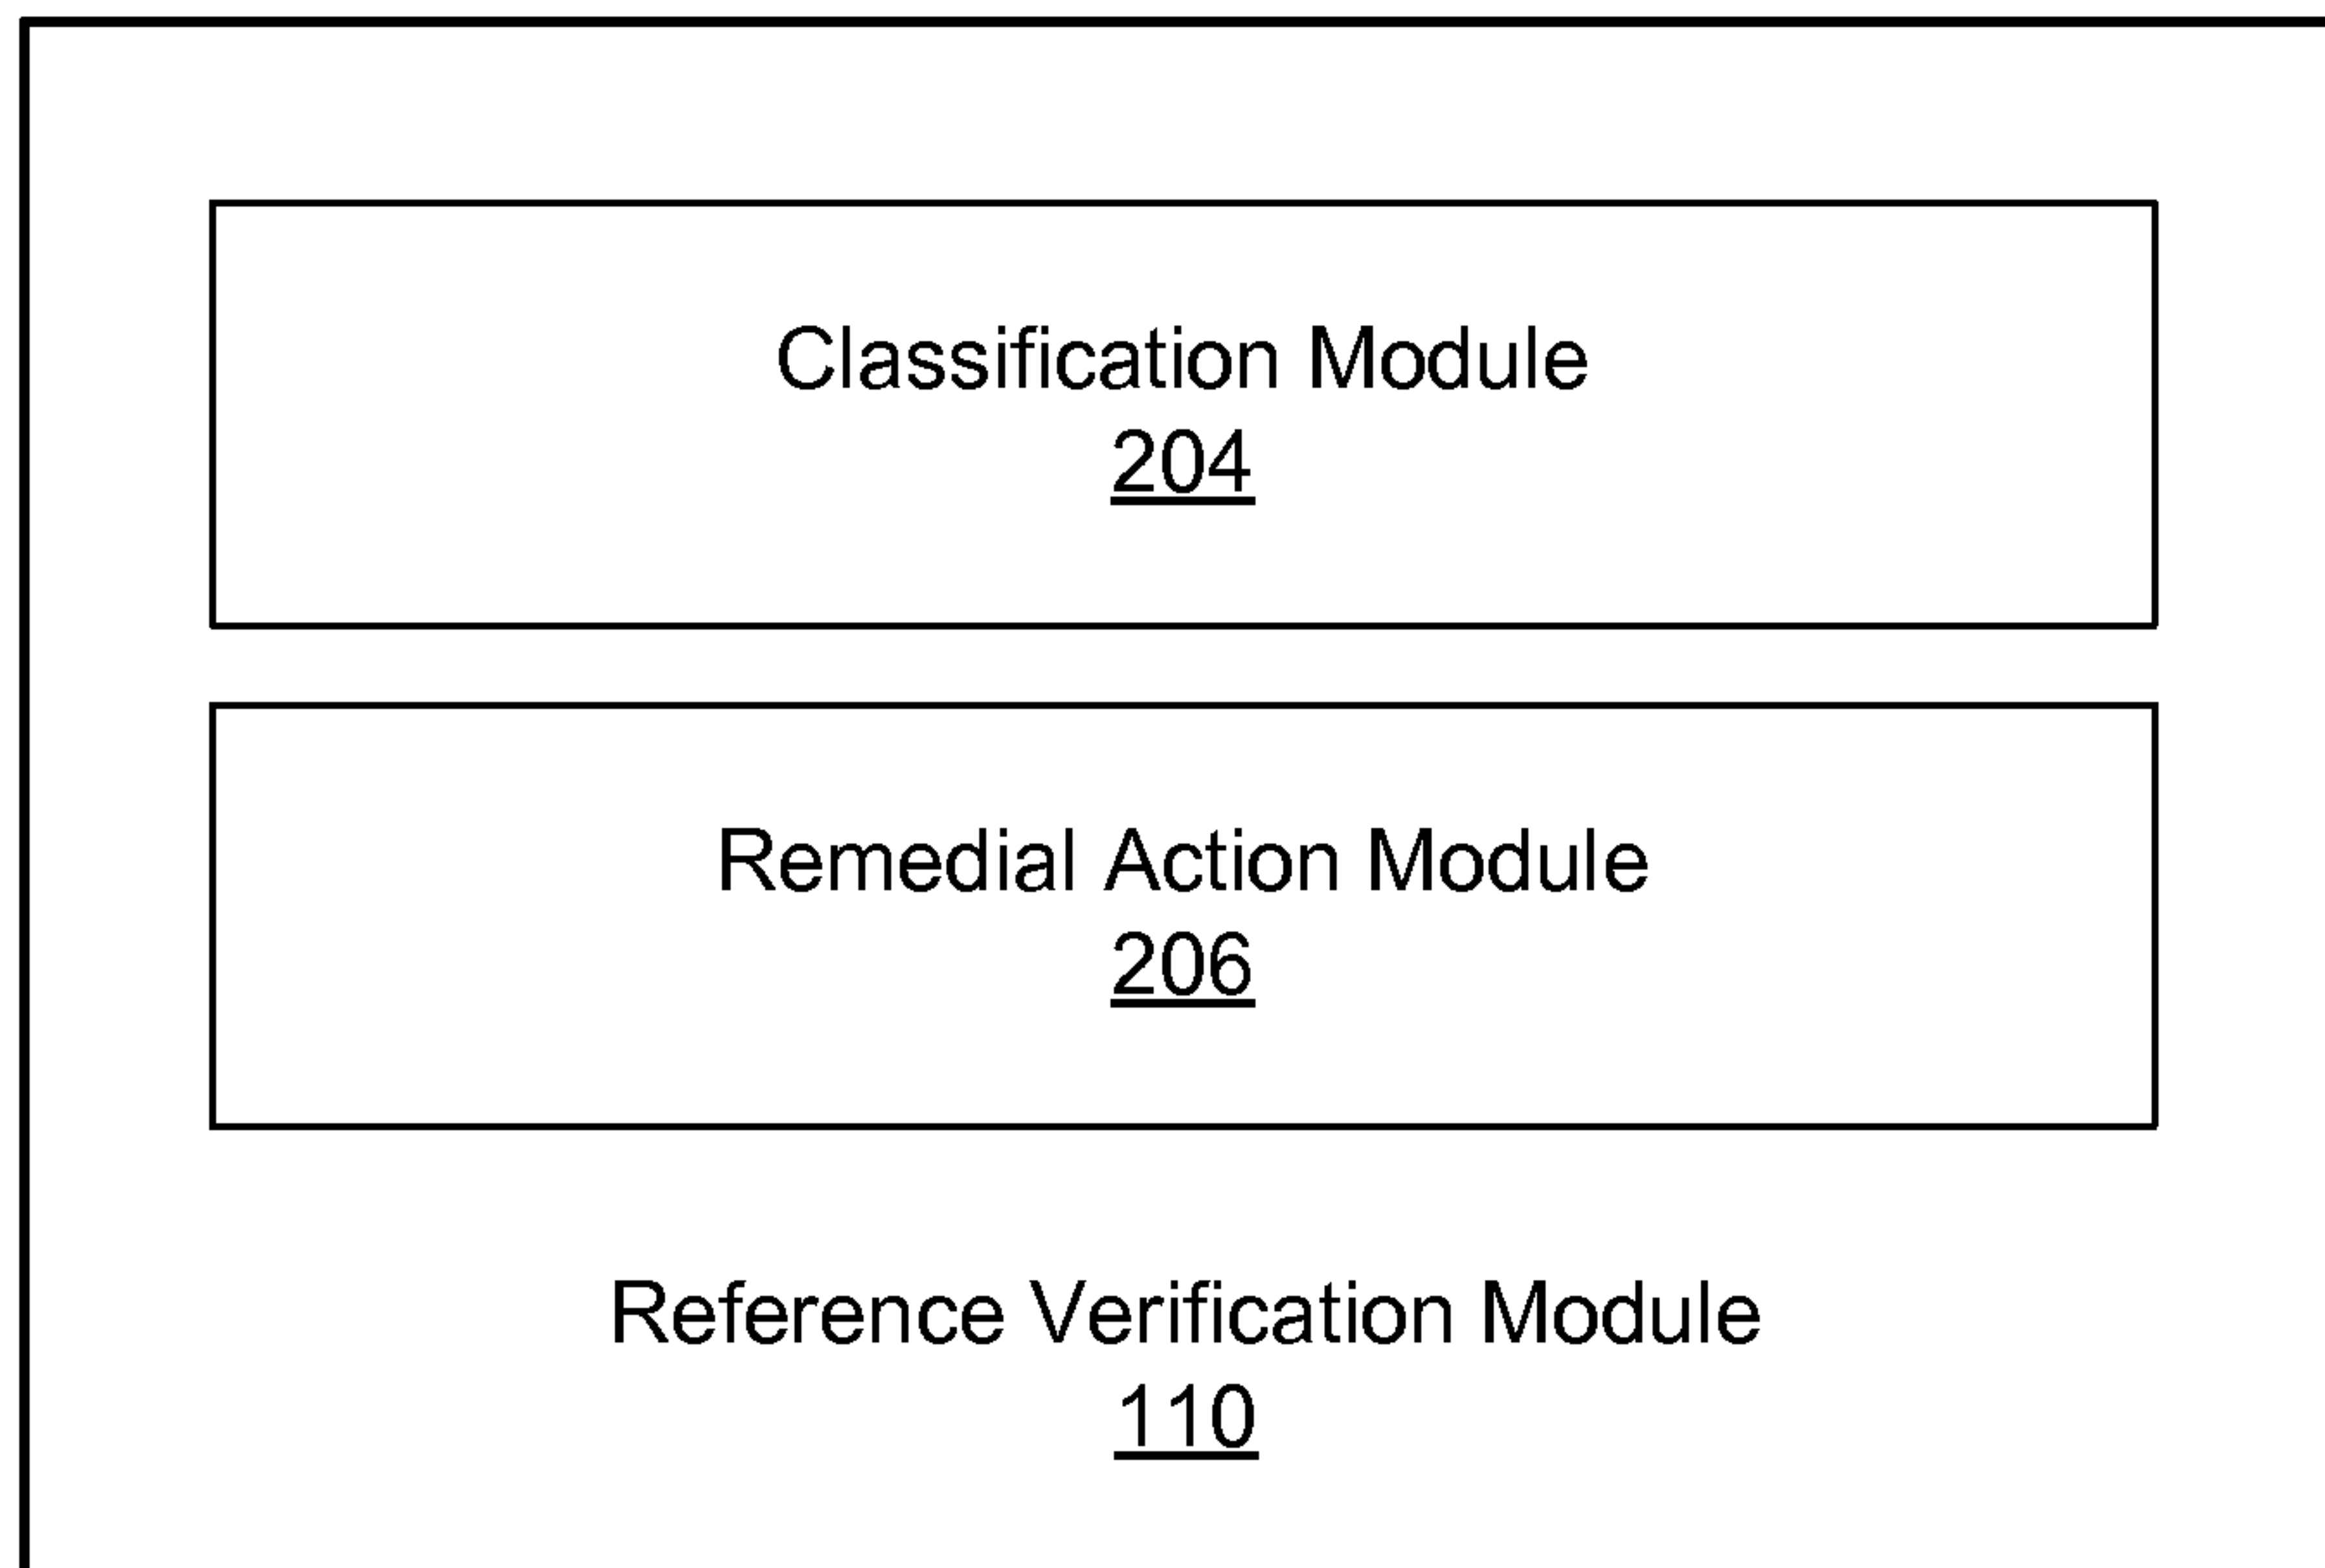 Classification Module
204
Remedial Action Module
206
Reference Verification Module
110